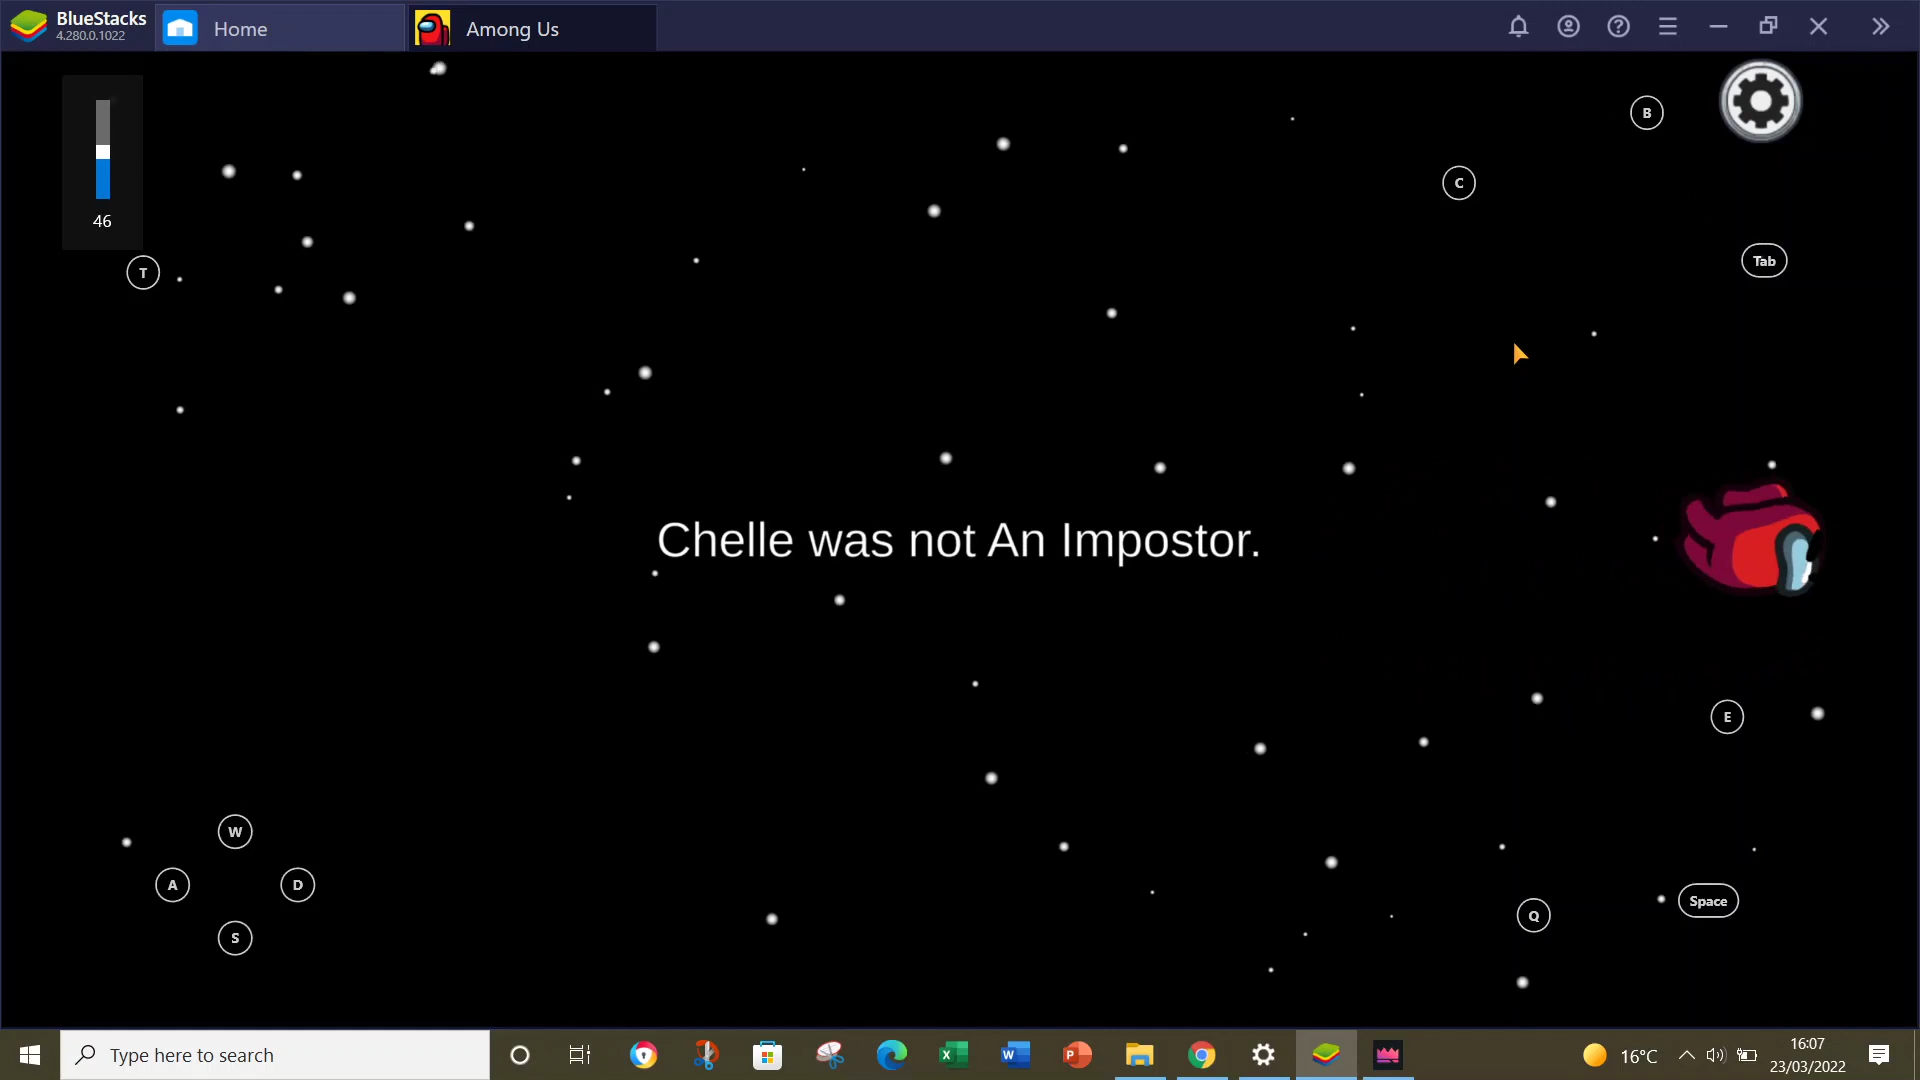 BlueStacks
4.280.0.1022
Home
Among Us
46
B
C
T
Tab
Chelle was not An Impostor.
E
W
A
D
S
Q
Space
Type here to search
16°C
16:07
23/03/2022